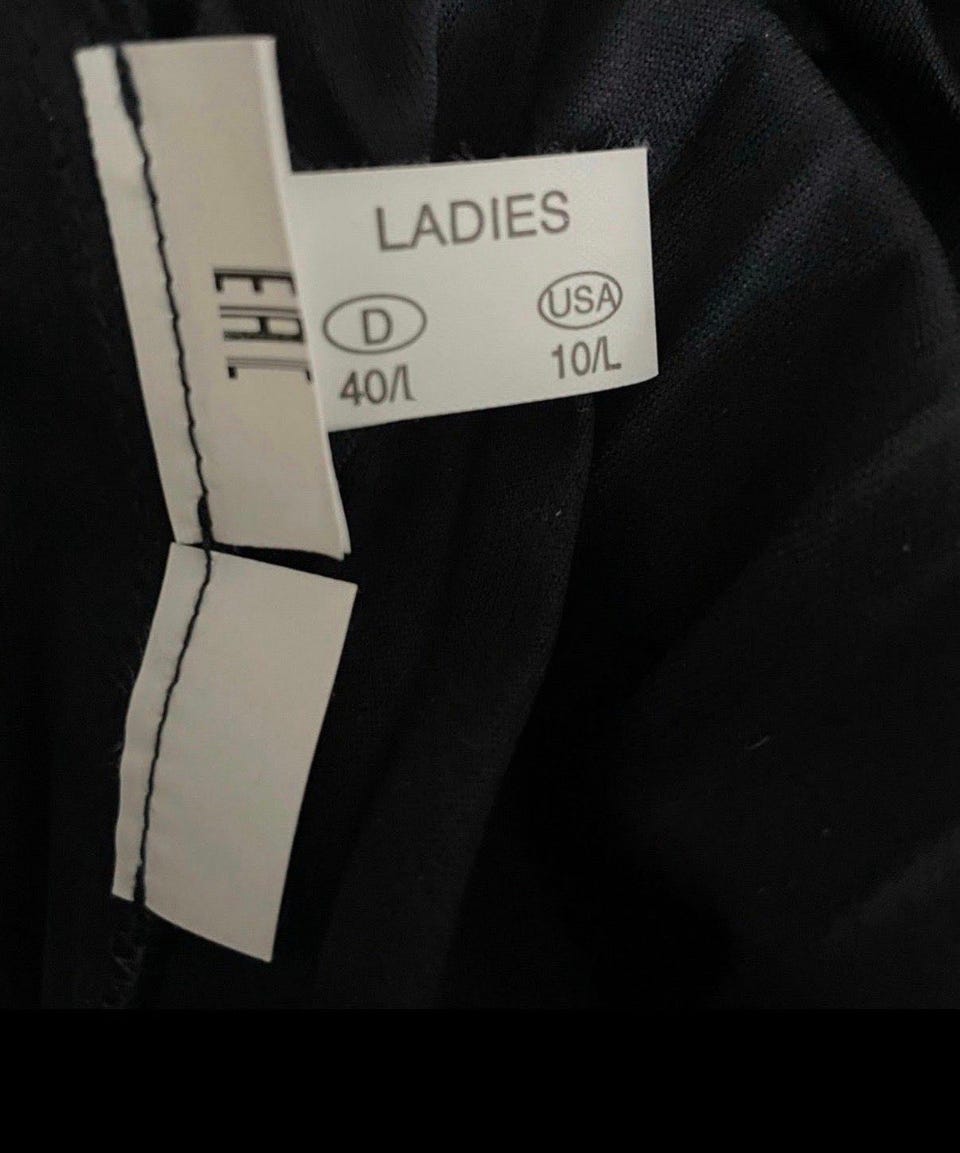 EAC
LADIES
D USA
40/L 10/L